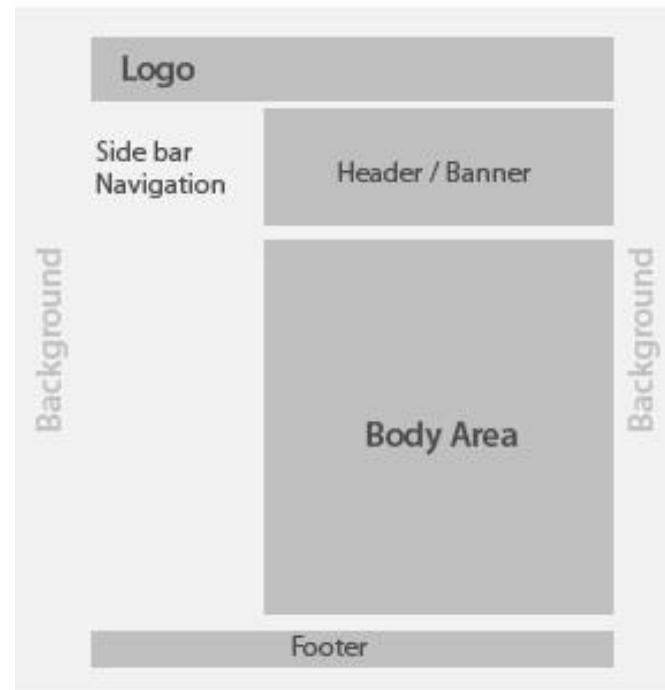 Logo
Side bar
Navigation
Header / Banner
Background
Background
Body Area
Footer